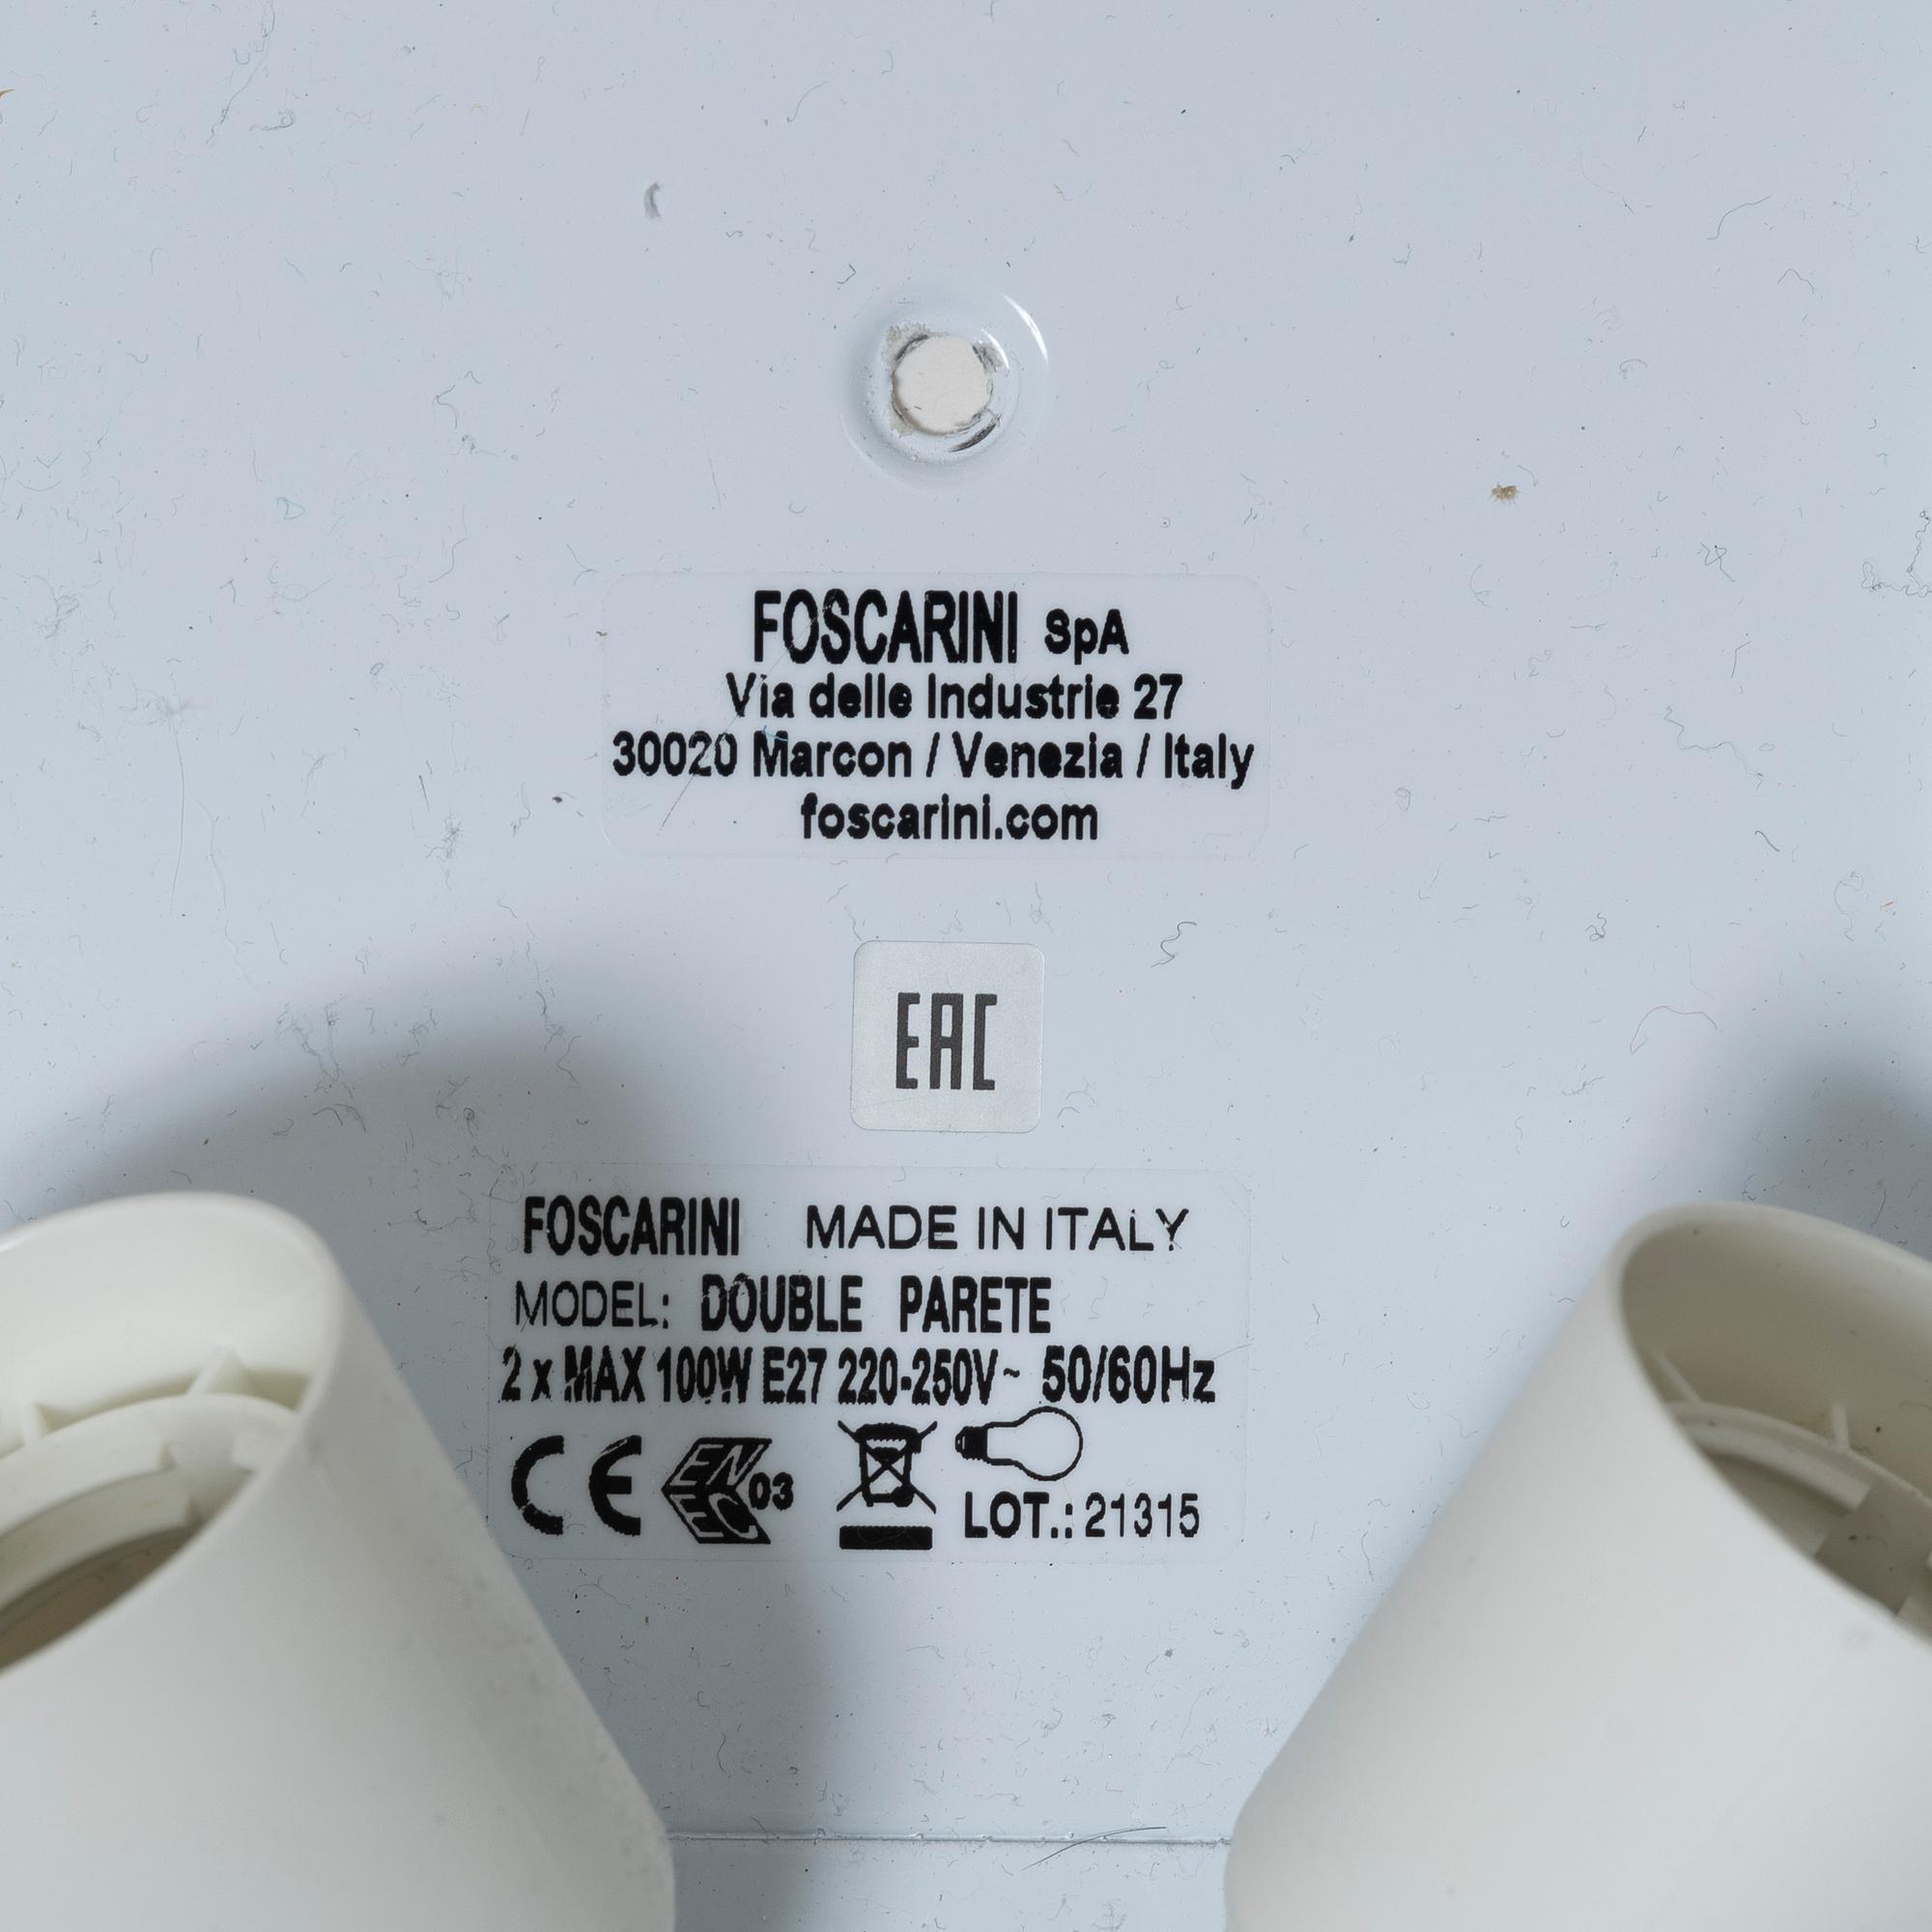 FOSCARINI SpA
Via delle Industrie 27
30020 Marcon / Venezia / Italy
foscarini.com
EAC
FOSCARINI MADE IN ITALY
MODEL: DOUBLE PARETE
2 x MAX 100W E27 220-250V~ 50/60Hz
CE ENEC 03
LOT.: 21315